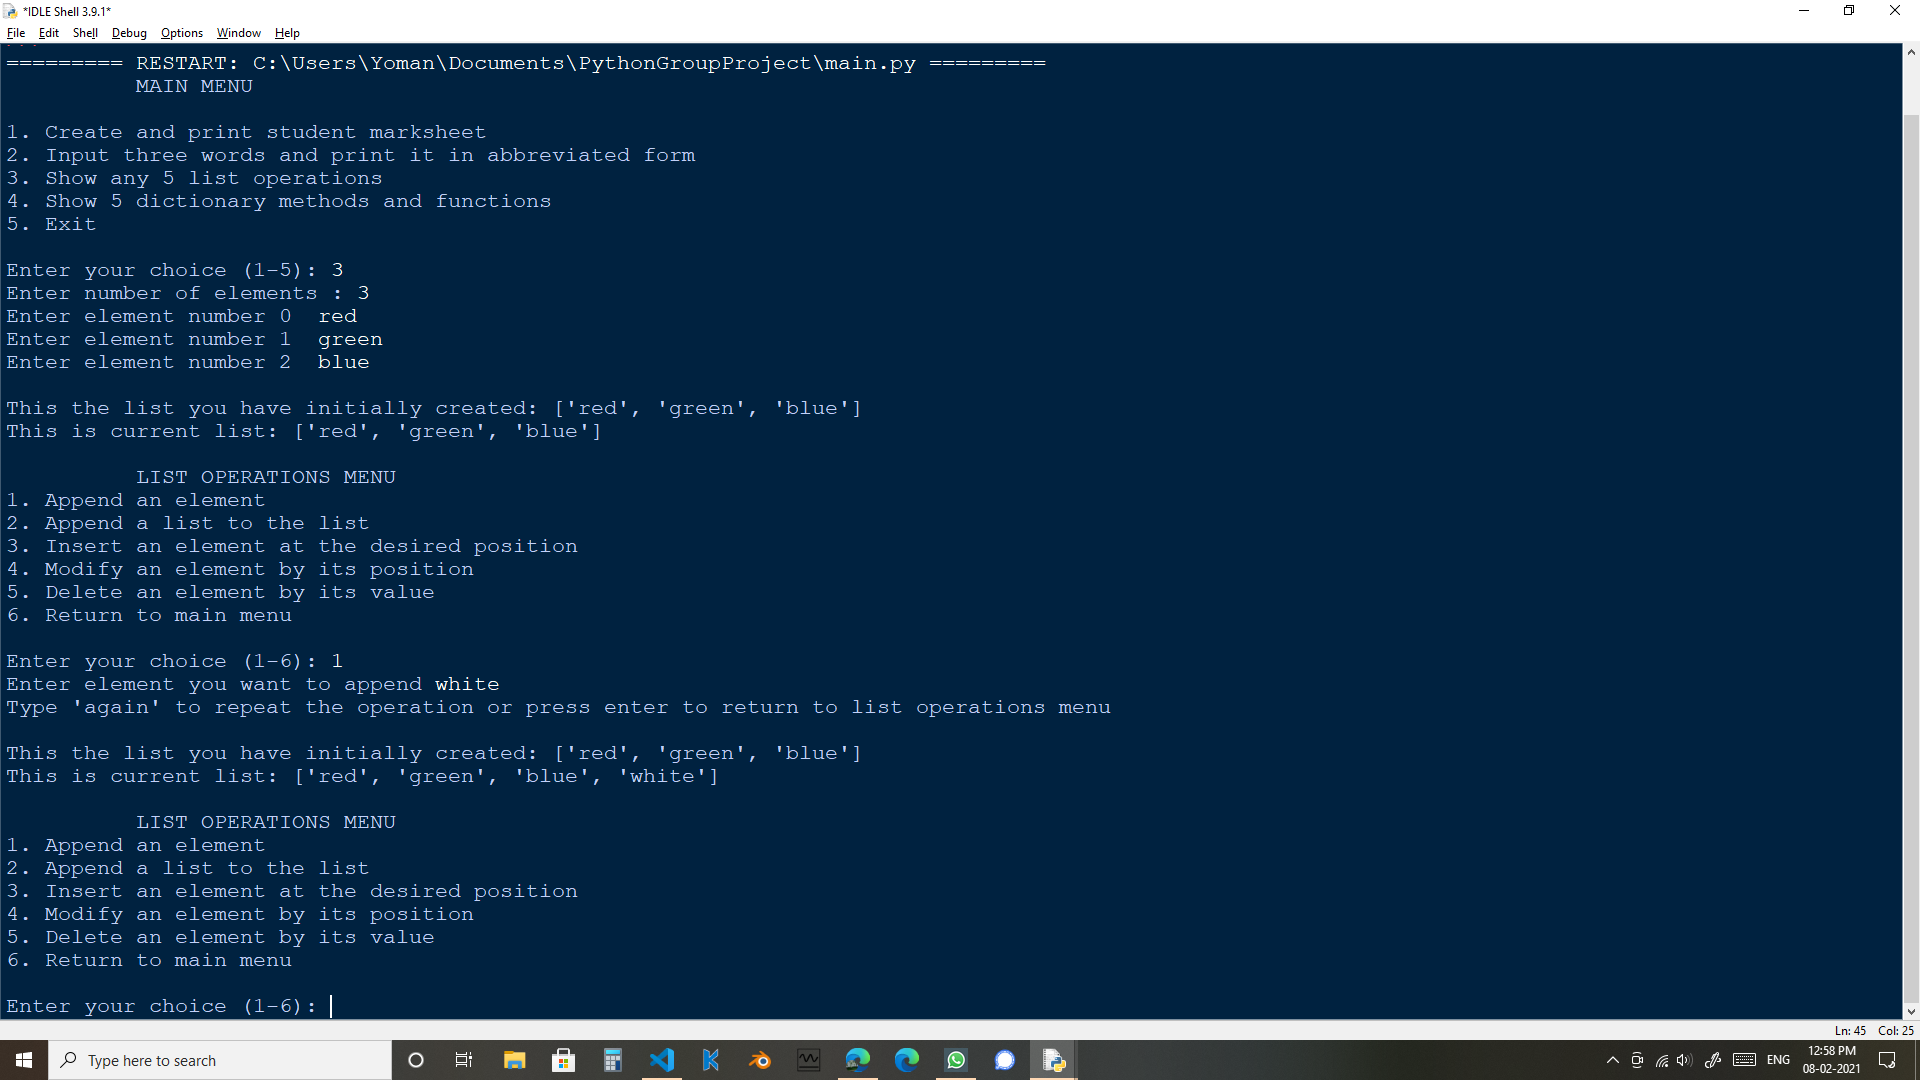 *IDLE Shell 3.9.1*
File Edit Shell Debug Options Window Help
========= RESTART: C:\Users\Yoman\Documents\PythonGroupProject\main.py =========
MAIN MENU
1. Create and print student marksheet
2. Input three words and print it in abbreviated form
3. Show any 5 list operations
4. Show 5 dictionary methods and functions
5. Exit
Enter your choice (1-5): 3
Enter number of elements : 3
Enter element number 0  red
Enter element number 1  green
Enter element number 2  blue
This the list you have initially created: ['red', 'green', 'blue']
This is current list: ['red', 'green', 'blue']
LIST OPERATIONS MENU
1. Append an element
2. Append a list to the list
3. Insert an element at the desired position
4. Modify an element by its position
5. Delete an element by its value
6. Return to main menu
Enter your choice (1-6): 1
Enter element you want to append white
Type 'again' to repeat the operation or press enter to return to list operations menu
This the list you have initially created: ['red', 'green', 'blue']
This is current list: ['red', 'green', 'blue', 'white']
LIST OPERATIONS MENU
1. Append an element
2. Append a list to the list
3. Insert an element at the desired position
4. Modify an element by its position
5. Delete an element by its value
6. Return to main menu
Enter your choice (1-6):
Ln: 45 Col: 25
Type here to search
ENG
12:58 PM
08-02-2021